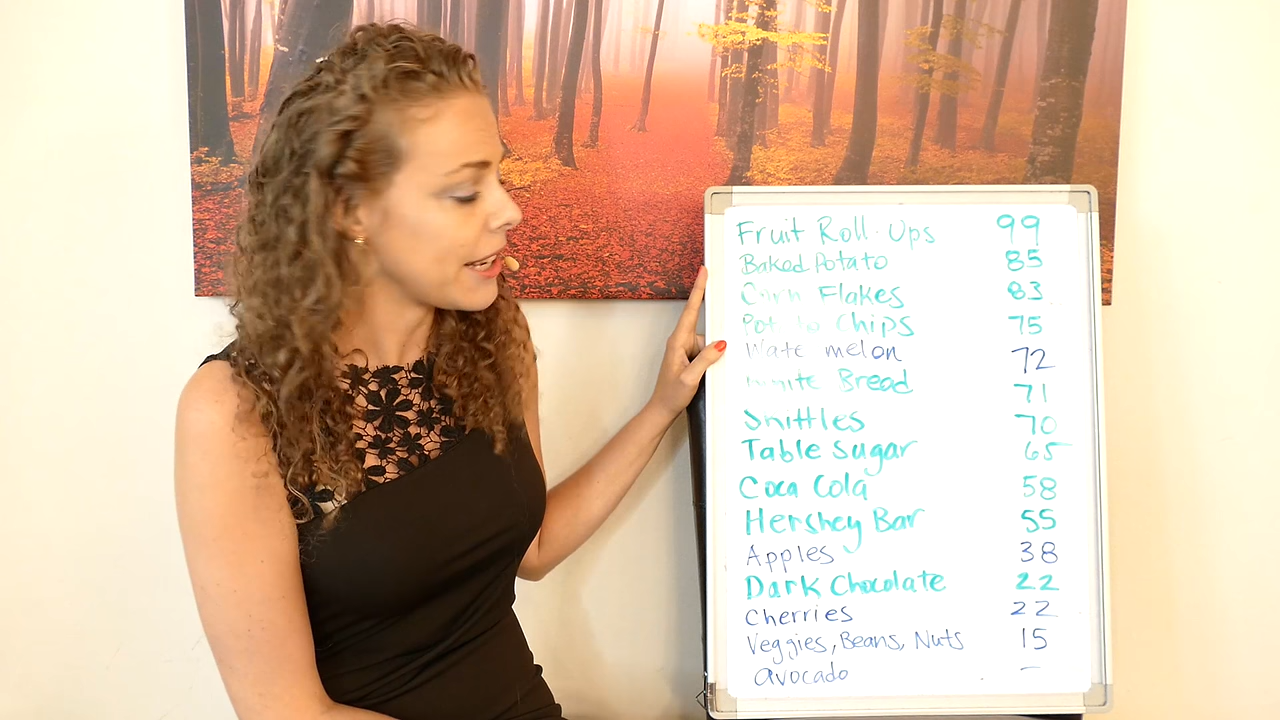 Fruit Roll-Ups 99
Baked Potato 85
Corn Flakes 83
Potato Chips 75
Watermelon 72
White Bread 71
Skittles 70
Table Sugar 65
Coca Cola 58
Hershey Bar 55
Apples 38
Dark Chocolate 22
Cherries 22
Veggies, Beans, Nuts 15
avocado –